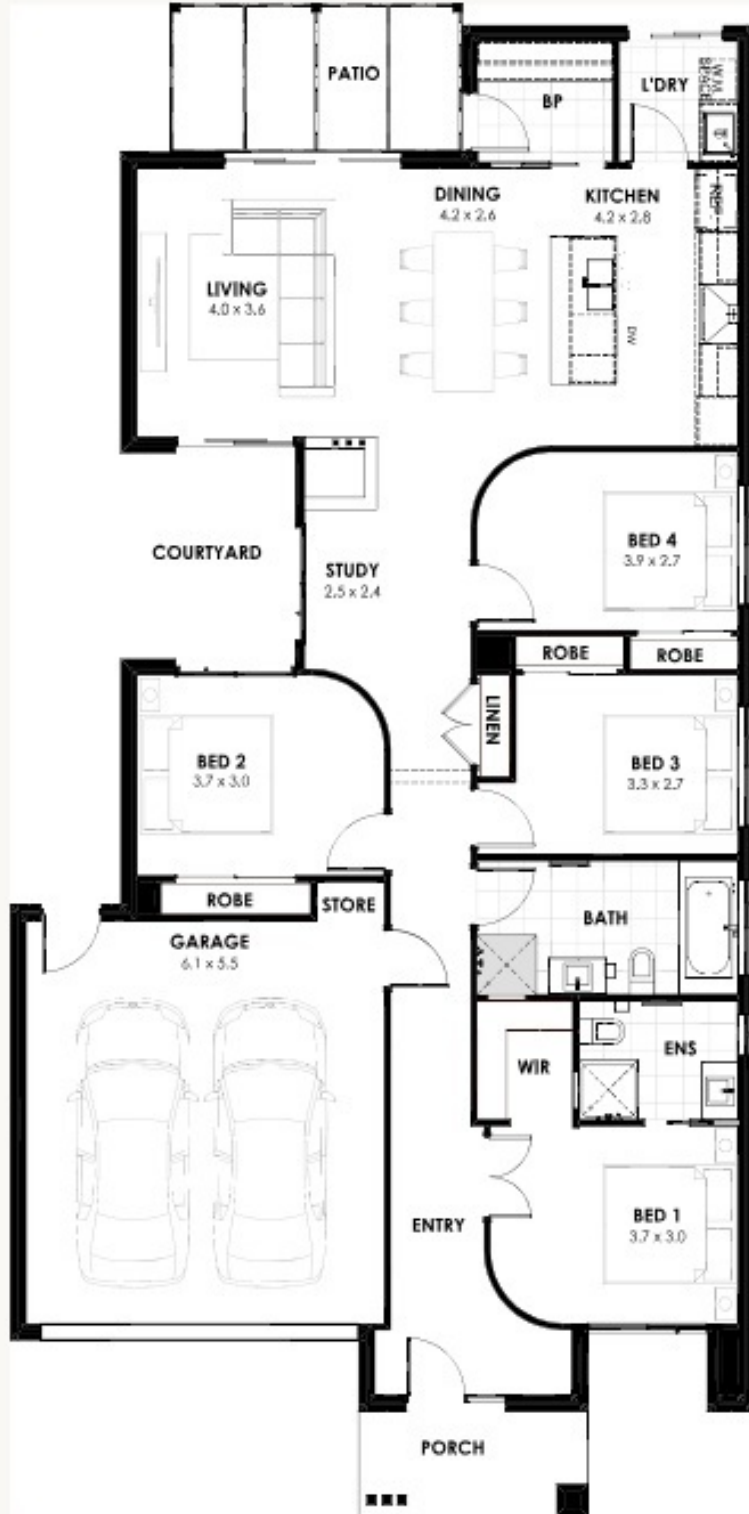 PATIO
BP
L'DRY
W.M
SPACE
DINING
4.2 x 2.6
KITCHEN
4.2 x 2.8
REF
LIVING
4.0 x 3.6
DW
COURTYARD
STUDY
2.5 x 2.4
BED 4
3.9 x 2.7
ROBE
ROBE
LINEN
BED 2
3.7 x 3.0
BED 3
3.3 x 2.7
ROBE
STORE
BATH
GARAGE
6.1 x 5.5
WIR
ENS
ENTRY
BED 1
3.7 x 3.0
PORCH